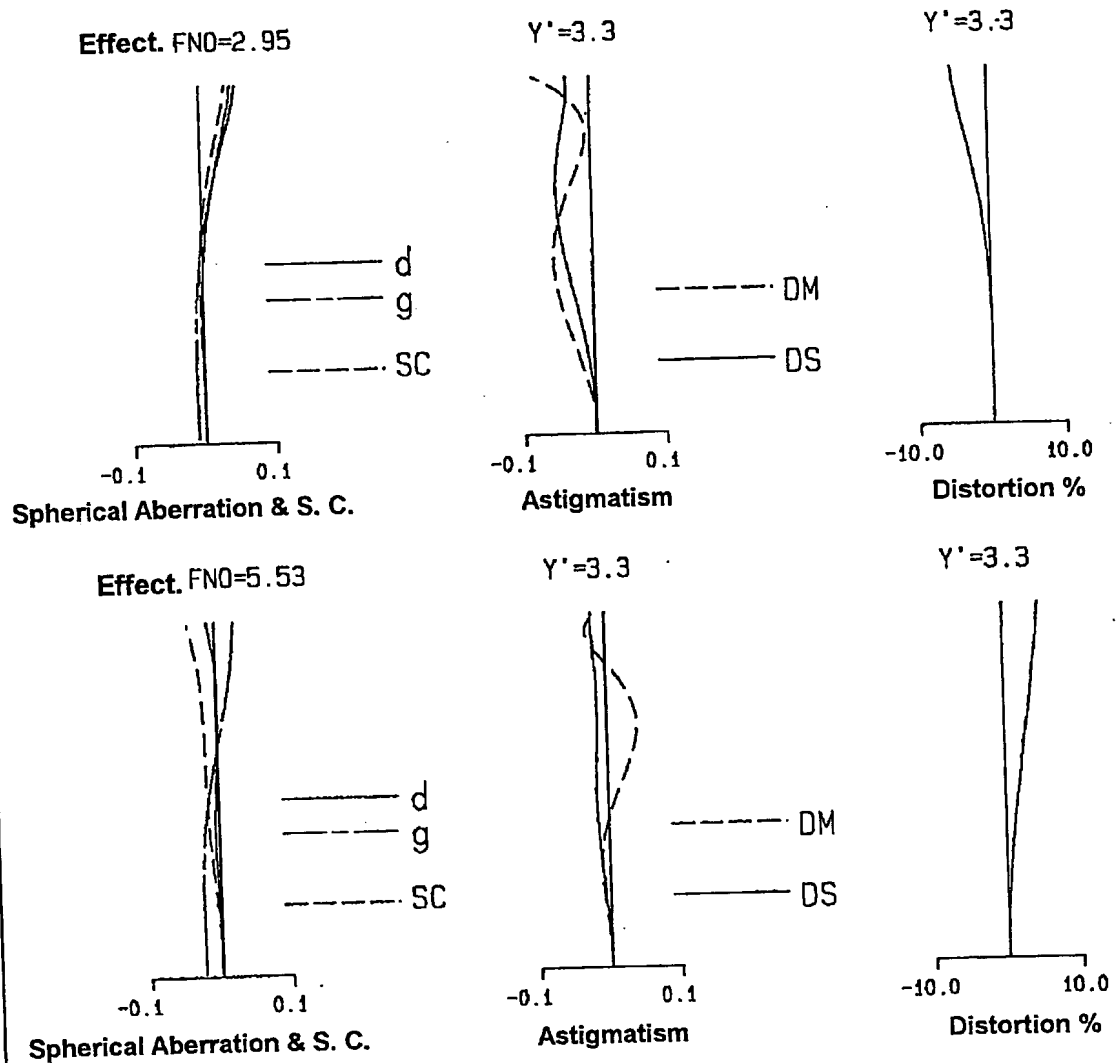 Effect. FNO=2.95
Y'=3.3
Y'=3.3
d
g
SC
DM
DS
-0.1 0.1
-0.1 0.1
-10.0 10.0
Spherical Aberration & S. C.
Astigmatism
Distortion %
Effect. FNO=5.53
Y'=3.3
Y'=3.3
d
g
SC
DM
DS
-0.1 0.1
-0.1 0.1
-10.0 10.0
Spherical Aberration & S. C.
Astigmatism
Distortion %